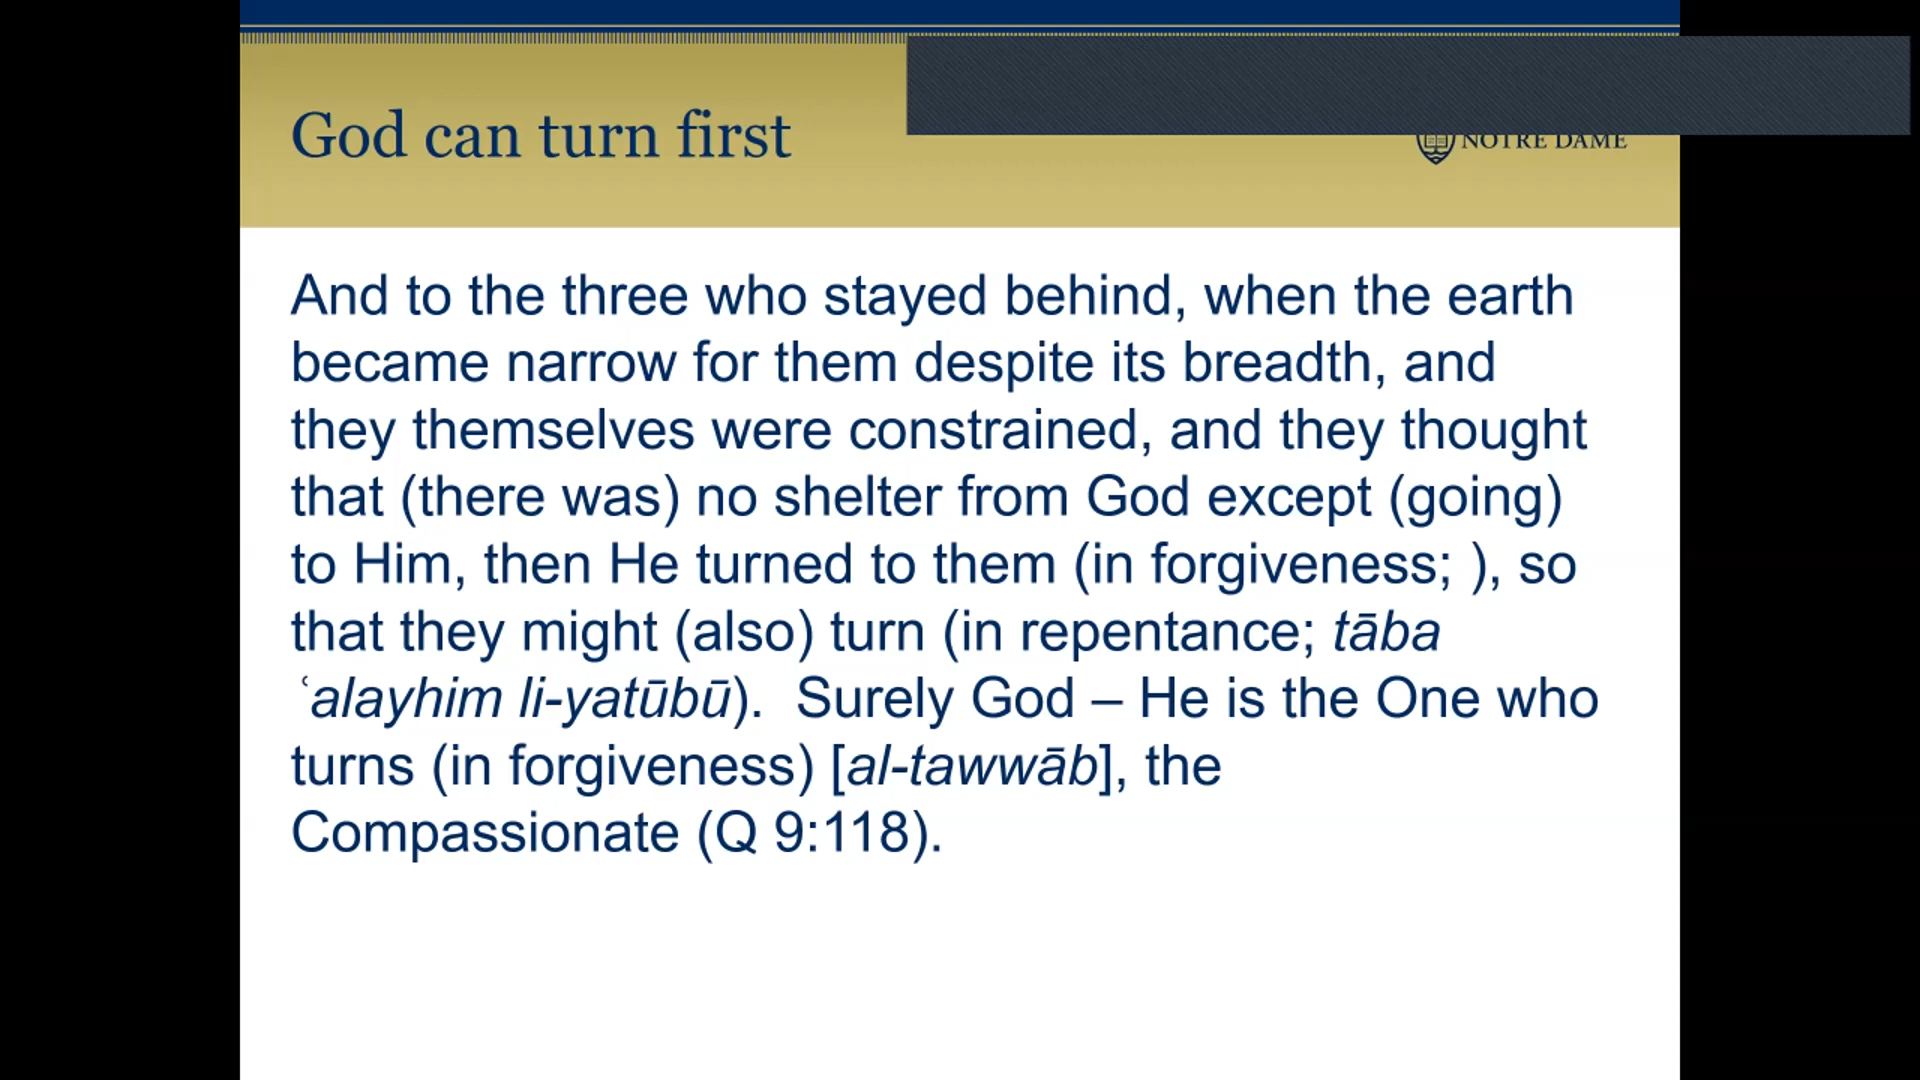 God can turn first
NOTRE DAME
And to the three who stayed behind, when the earth
became narrow for them despite its breadth, and
they themselves were constrained, and they thought
that (there was) no shelter from God except (going)
to Him, then He turned to them (in forgiveness; ), so
that they might (also) turn (in repentance; tāba
ʿalayhim li-yatūbū).  Surely God – He is the One who
turns (in forgiveness) [al-tawwāb], the
Compassionate (Q 9:118).